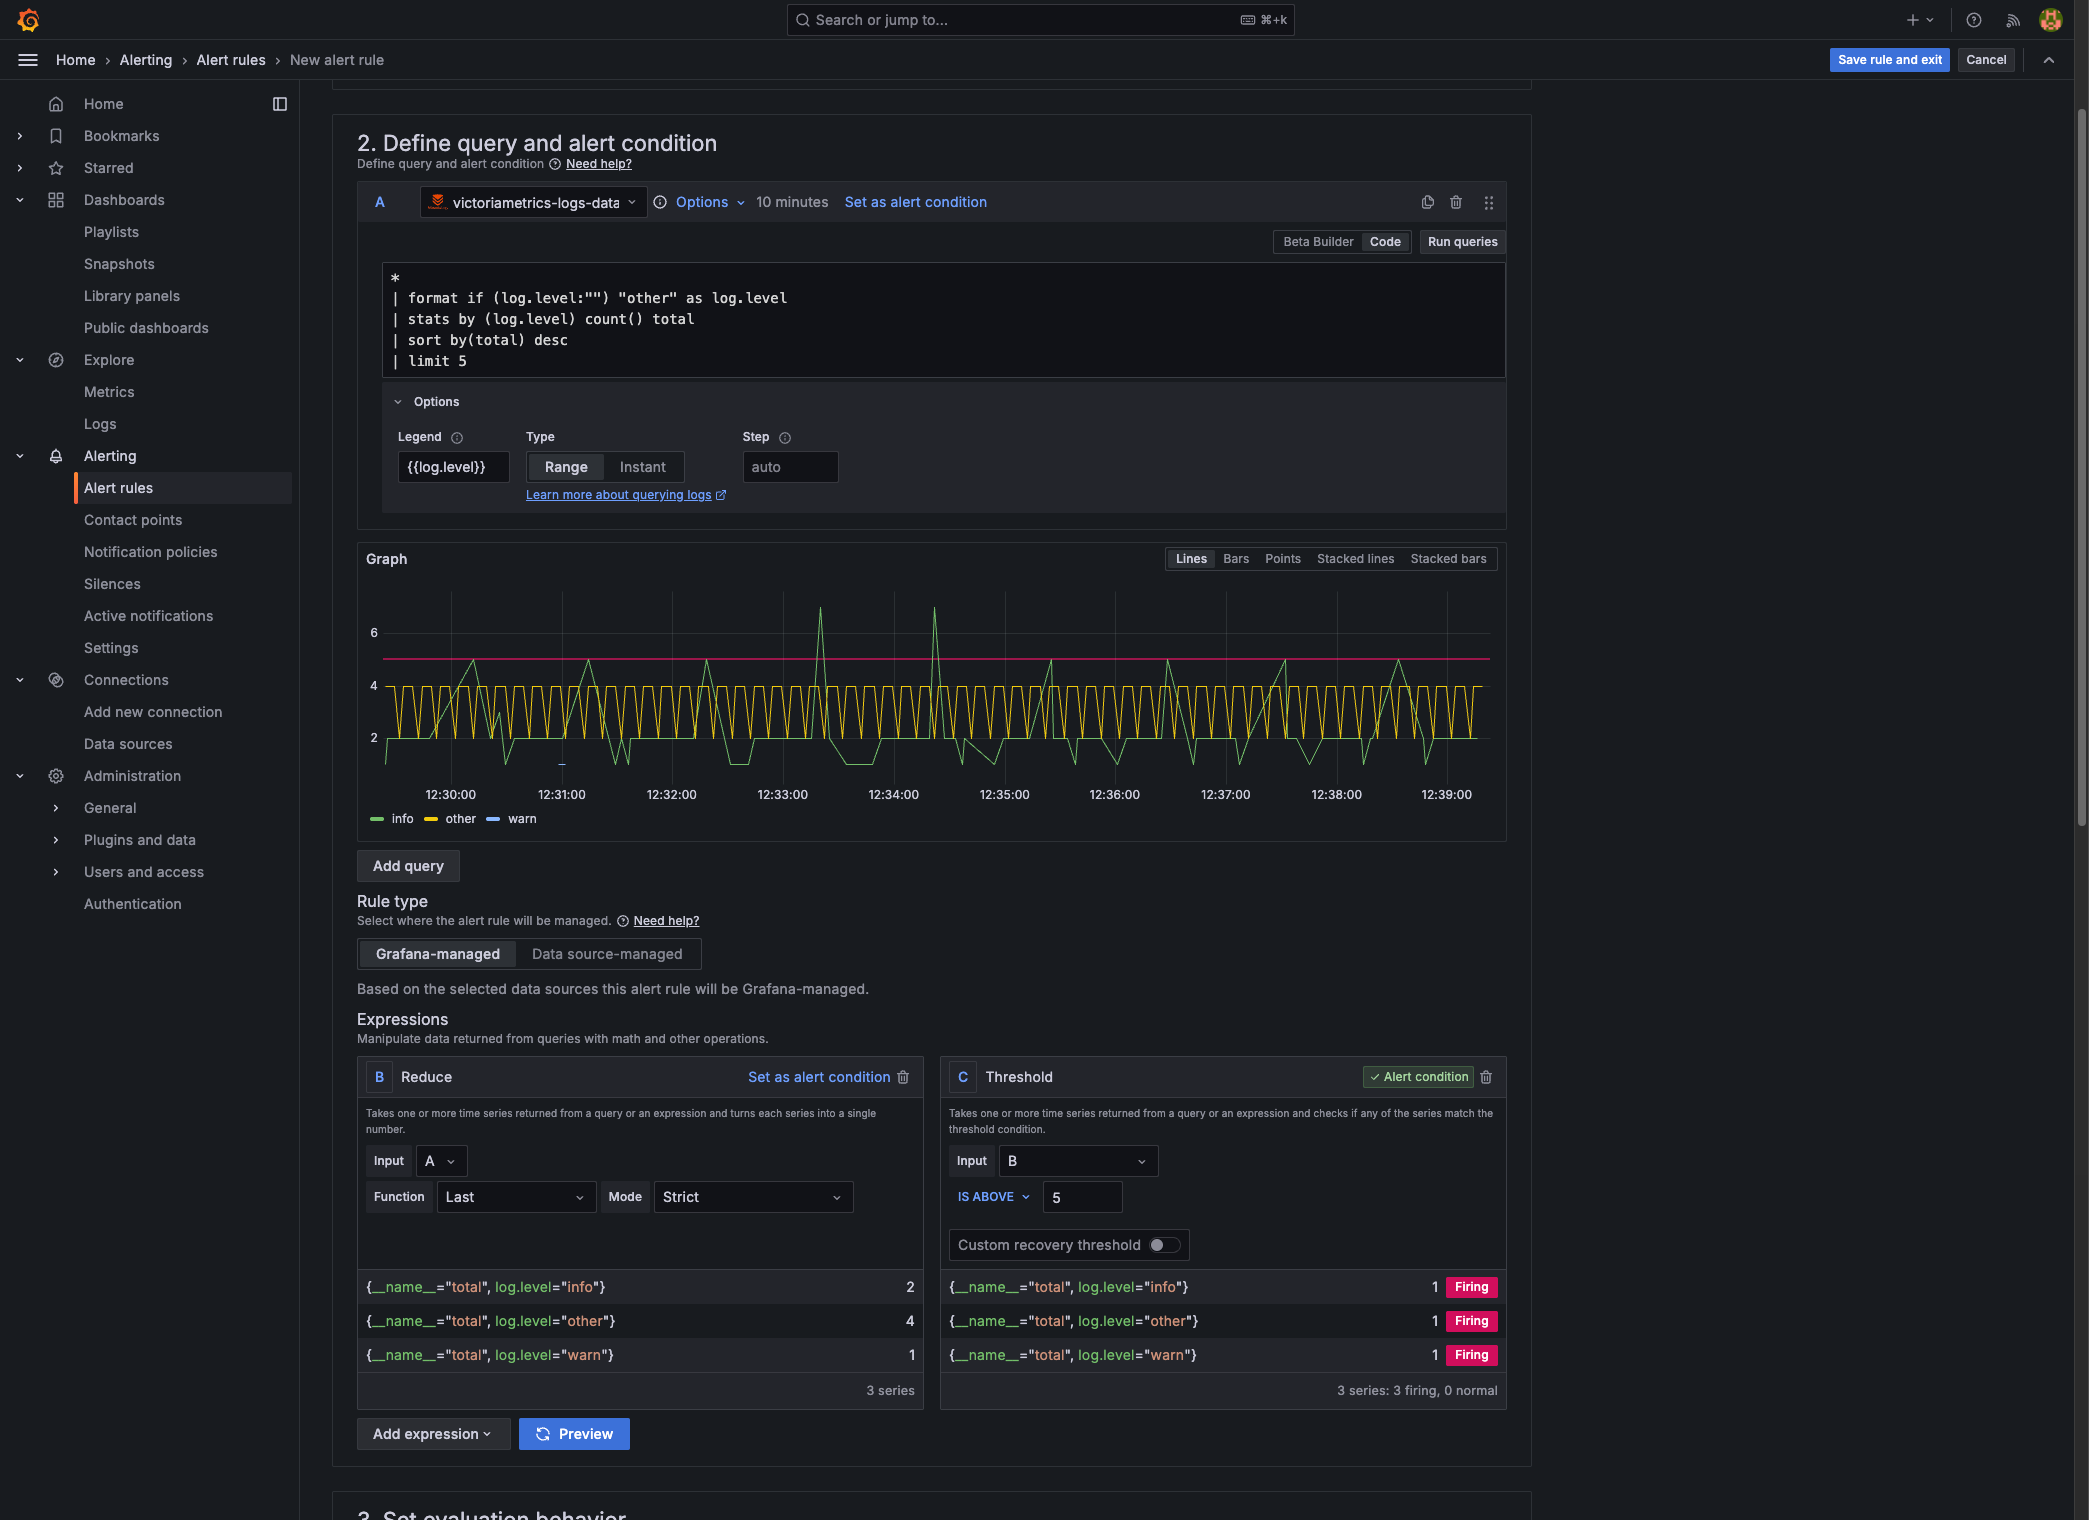 Search or jump to...
⌘+k
Home › Alerting › Alert rules › New alert rule
Save rule and exit
Cancel
Home
Bookmarks
Starred
Dashboards
Playlists
Snapshots
Library panels
Public dashboards
Explore
Metrics
Logs
Alerting
Alert rules
Contact points
Notification policies
Silences
Active notifications
Settings
Connections
Add new connection
Data sources
Administration
General
Plugins and data
Users and access
Authentication
2. Define query and alert condition
Define query and alert condition Need help?
A victoriametrics-logs-data Options 10 minutes Set as alert condition
Beta Builder Code Run queries
*
| format if (log.level:"") "other" as log.level
| stats by (log.level) count() total
| sort by(total) desc
| limit 5
Options
Legend Type Step
{{log.level}} Range Instant auto
Learn more about querying logs
Graph
Lines Bars Points Stacked lines Stacked bars
6
4
2
12:30:00 12:31:00 12:32:00 12:33:00 12:34:00 12:35:00 12:36:00 12:37:00 12:38:00 12:39:00
info other warn
Add query
Rule type
Select where the alert rule will be managed. Need help?
Grafana-managed Data source-managed
Based on the selected data sources this alert rule will be Grafana-managed.
Expressions
Manipulate data returned from queries with math and other operations.
B Reduce Set as alert condition
Takes one or more time series returned from a query or an expression and turns each series into a single
number.
Input A
Function Last Mode Strict
{__name__="total", log.level="info"} 2
{__name__="total", log.level="other"} 4
{__name__="total", log.level="warn"} 1
3 series
C Threshold Alert condition
Takes one or more time series returned from a query or an expression and checks if any of the series match the
threshold condition.
Input B
IS ABOVE 5
Custom recovery threshold
{__name__="total", log.level="info"} 1 Firing
{__name__="total", log.level="other"} 1 Firing
{__name__="total", log.level="warn"} 1 Firing
3 series: 3 firing, 0 normal
Add expression Preview
3. Set evaluation behavior